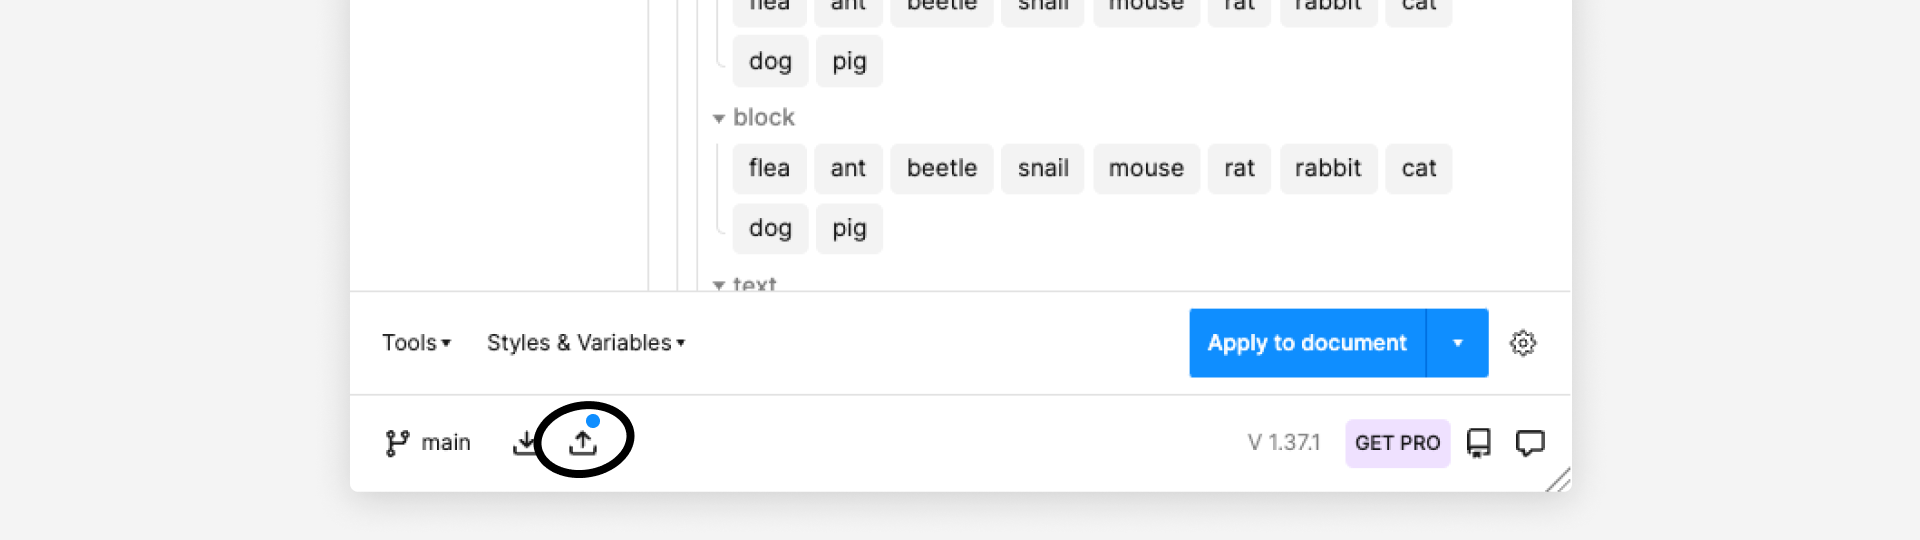 flea ant beetle snail mouse rat rabbit cat
dog pig
block
flea ant beetle snail mouse rat rabbit cat
dog pig
text
Tools Styles & Variables Apply to document
main V 1.37.1 GET PRO